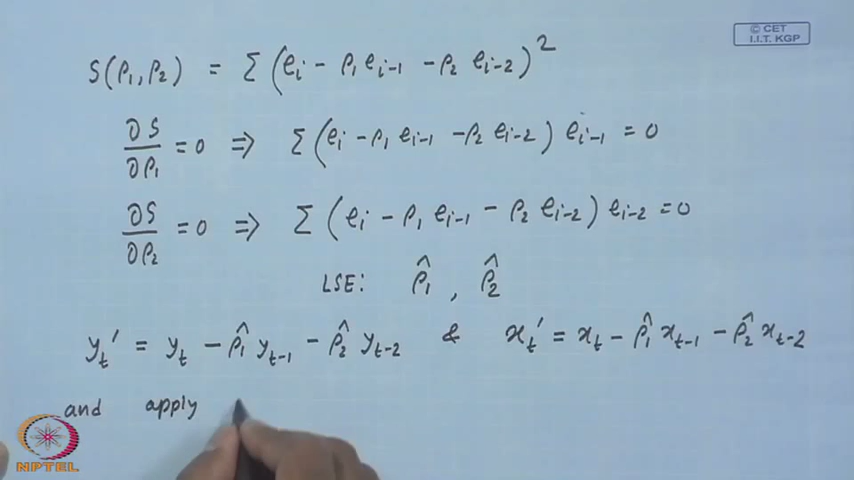 © CET
I.I.T. KGP
S(ρ₁, ρ₂) = Σ (eᵢ − ρ₁ eᵢ₋₁ − ρ₂ eᵢ₋₂)²
∂S/∂ρ₁ = 0 ⇒ Σ (eᵢ − ρ₁ eᵢ₋₁ − ρ₂ eᵢ₋₂) eᵢ₋₁ = 0
∂S/∂ρ₂ = 0 ⇒ Σ (eᵢ − ρ₁ eᵢ₋₁ − ρ₂ eᵢ₋₂) eᵢ₋₂ = 0
LSE: ρ̂₁, ρ̂₂
yₜ′ = yₜ − ρ̂₁ yₜ₋₁ − ρ̂₂ yₜ₋₂ & xₜ′ = xₜ − ρ̂₁ xₜ₋₁ − ρ̂₂ xₜ₋₂
and apply
NPTEL